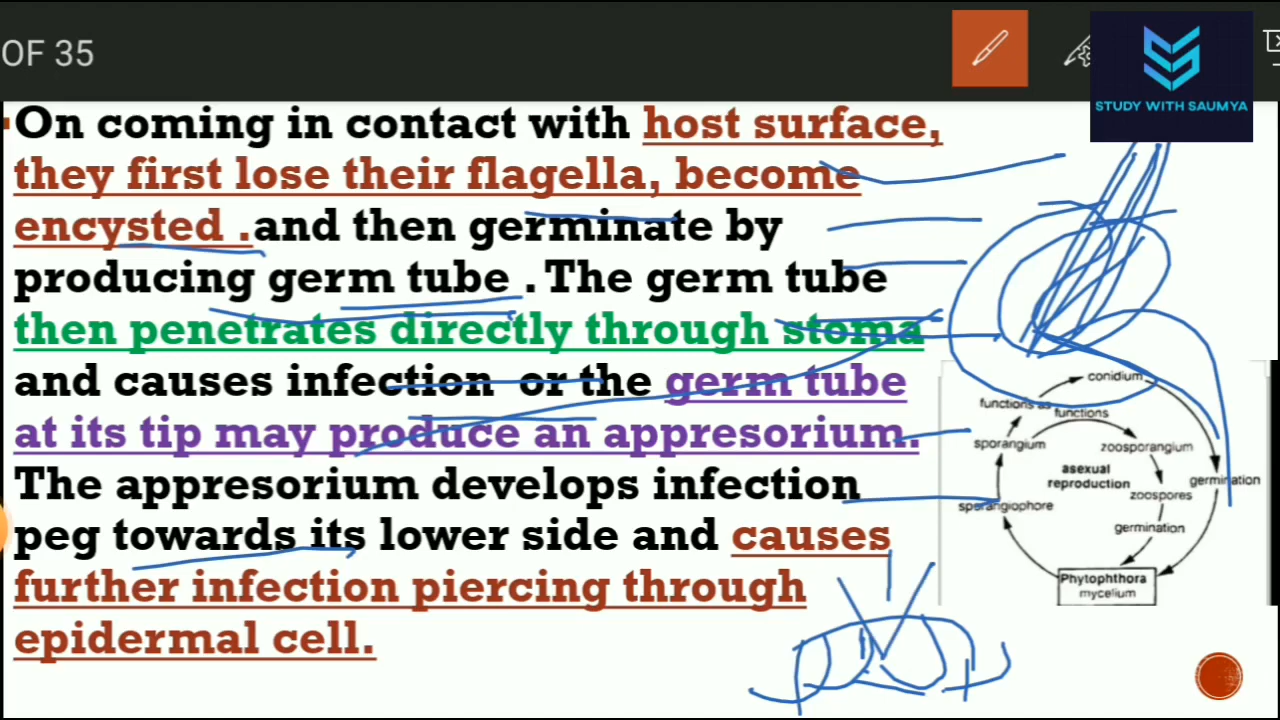 OF 35
STUDY WITH SAUMYA
On coming in contact with host surface,
they first lose their flagella, become
encysted .and then germinate by
producing germ tube . The germ tube
then penetrates directly through stoma
and causes infection or the germ tube
at its tip may produce an appresorium.
The appresorium develops infection
peg towards its lower side and causes
further infection piercing through
epidermal cell.
conidium
functions as
functions
sporangium
zoosporangium
asexual
reproduction
germination
zoospores
sporangiophore
germination
Phytophthora
mycelium